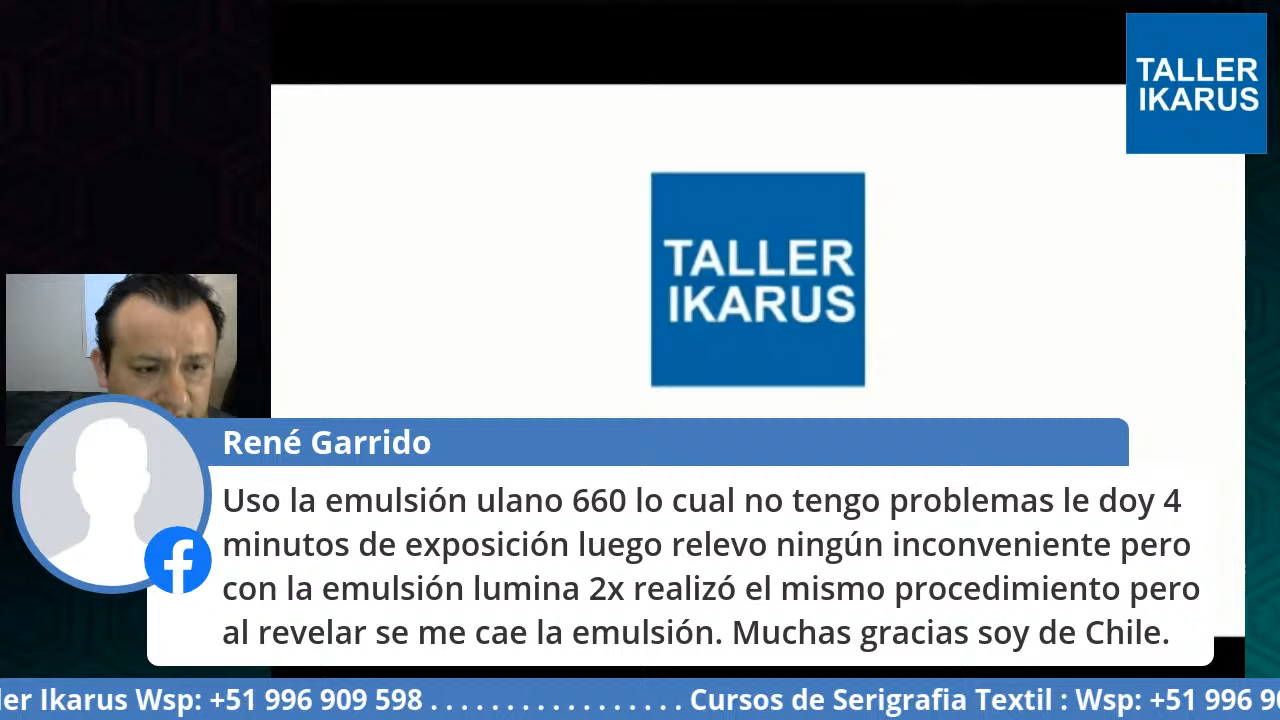 TALLER
IKARUS
TALLER
IKARUS
René Garrido
Uso la emulsión ulano 660 lo cual no tengo problemas le doy 4
minutos de exposición luego relevo ningún inconveniente pero
con la emulsión lumina 2x realizó el mismo procedimiento pero
al revelar se me cae la emulsión. Muchas gracias soy de Chile.
ler Ikarus Wsp: +51 996 909 598 . . . . . . . . . . . . . . . . . Cursos de Serigrafia Textil : Wsp: +51 996 90